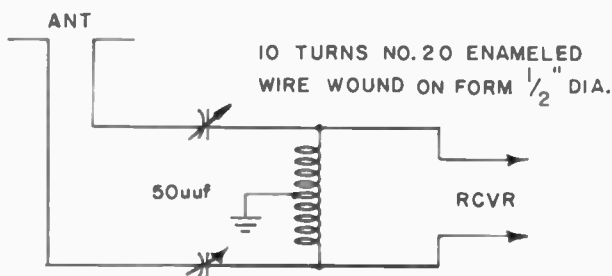 ANT
10 TURNS NO. 20 ENAMELED
WIRE WOUND ON FORM 1/2" DIA.
50uuf
RCVR